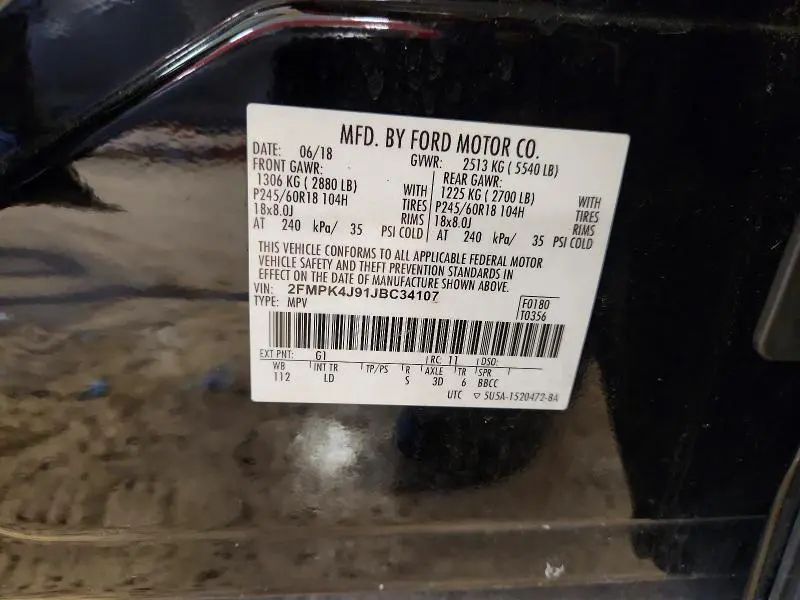 MFD. BY FORD MOTOR CO.
DATE: 06/18 GVWR: 2513 KG ( 5540 LB)
FRONT GAWR: REAR GAWR:
1306 KG ( 2880 LB) WITH 1225 KG ( 2700 LB) WITH
P245/60R18 104H TIRES P245/60R18 104H TIRES
18x8.0J RIMS 18x8.0J RIMS
AT 240 kPa/ 35 PSI COLD AT 240 kPa/ 35 PSI COLD
THIS VEHICLE CONFORMS TO ALL APPLICABLE FEDERAL MOTOR
VEHICLE SAFETY AND THEFT PREVENTION STANDARDS IN
EFFECT ON THE DATE OF MANUFACTURE SHOWN ABOVE.
VIN: 2FMPK4J91JBC34107 F0180
TYPE: MPV T0356
EXT PNT: G1 RC: 11 DSO:
WB INT TR TP/PS R AXLE TR SPR
112 LD S 3D 6 BBCC
UTC ▽ 5U5A-1520472-BA